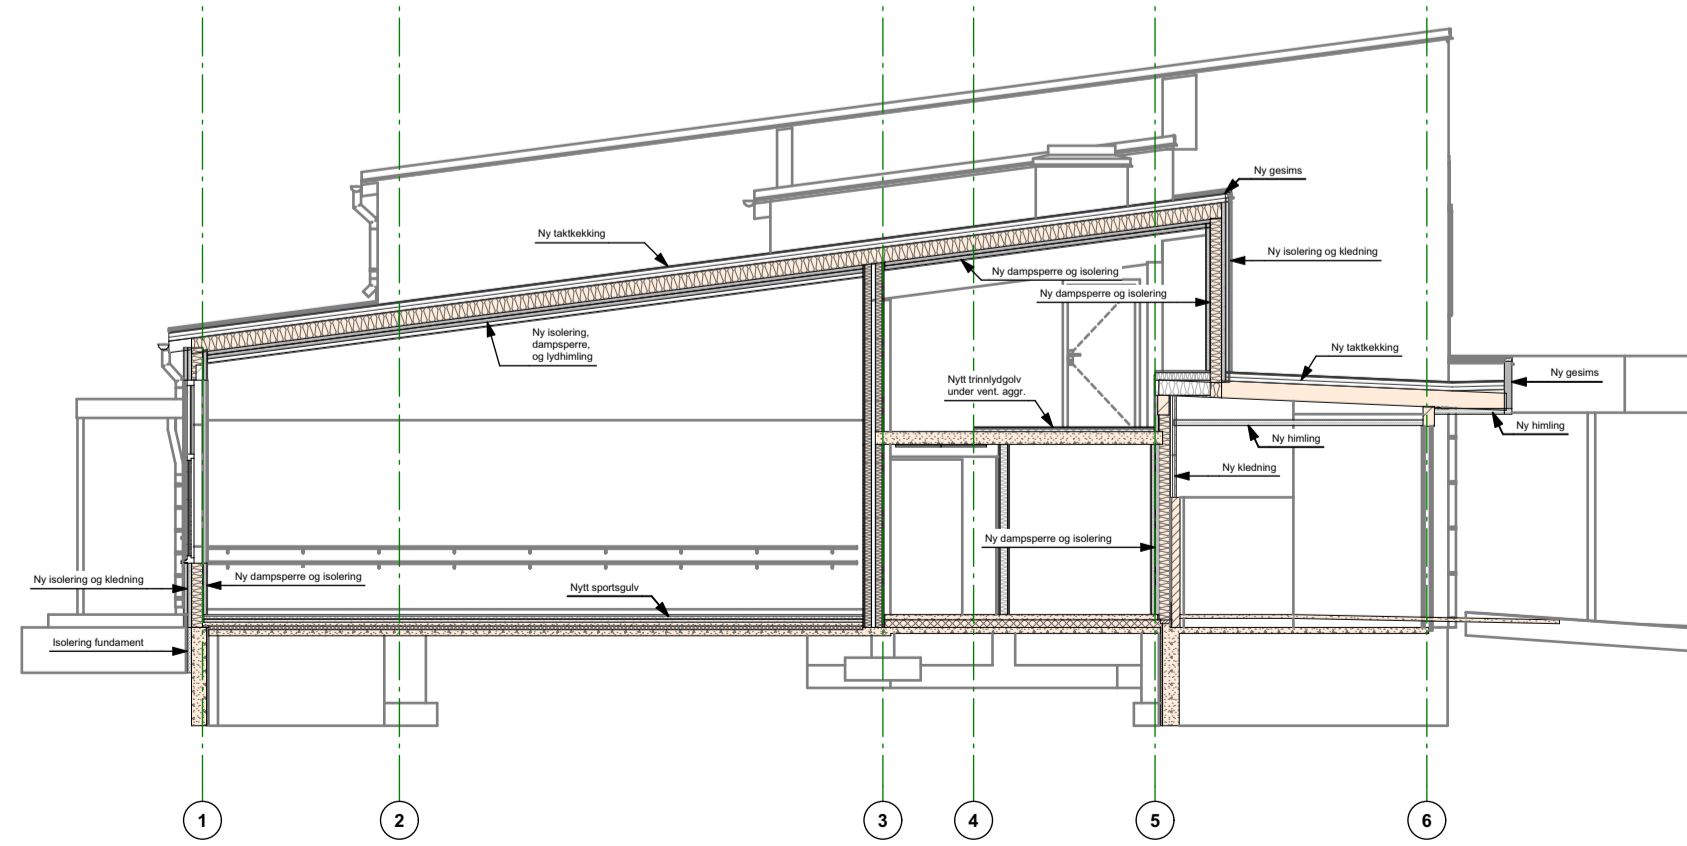 Ny gesims
Ny taktkekking
Ny isolering og kledning
Ny dampsperre og isolering
Ny dampsperre og isolering
Ny isolering,
dampsperre,
og lydhimling
Ny taktkekking
Ny gesims
Nytt trinnlydgolv
under vent. aggr.
Ny himling
Ny himling
Ny kledning
Ny dampsperre og isolering
Ny isolering og kledning
Ny dampsperre og isolering
Nytt sportsgulv
Isolering fundament
1
2
3
4
5
6